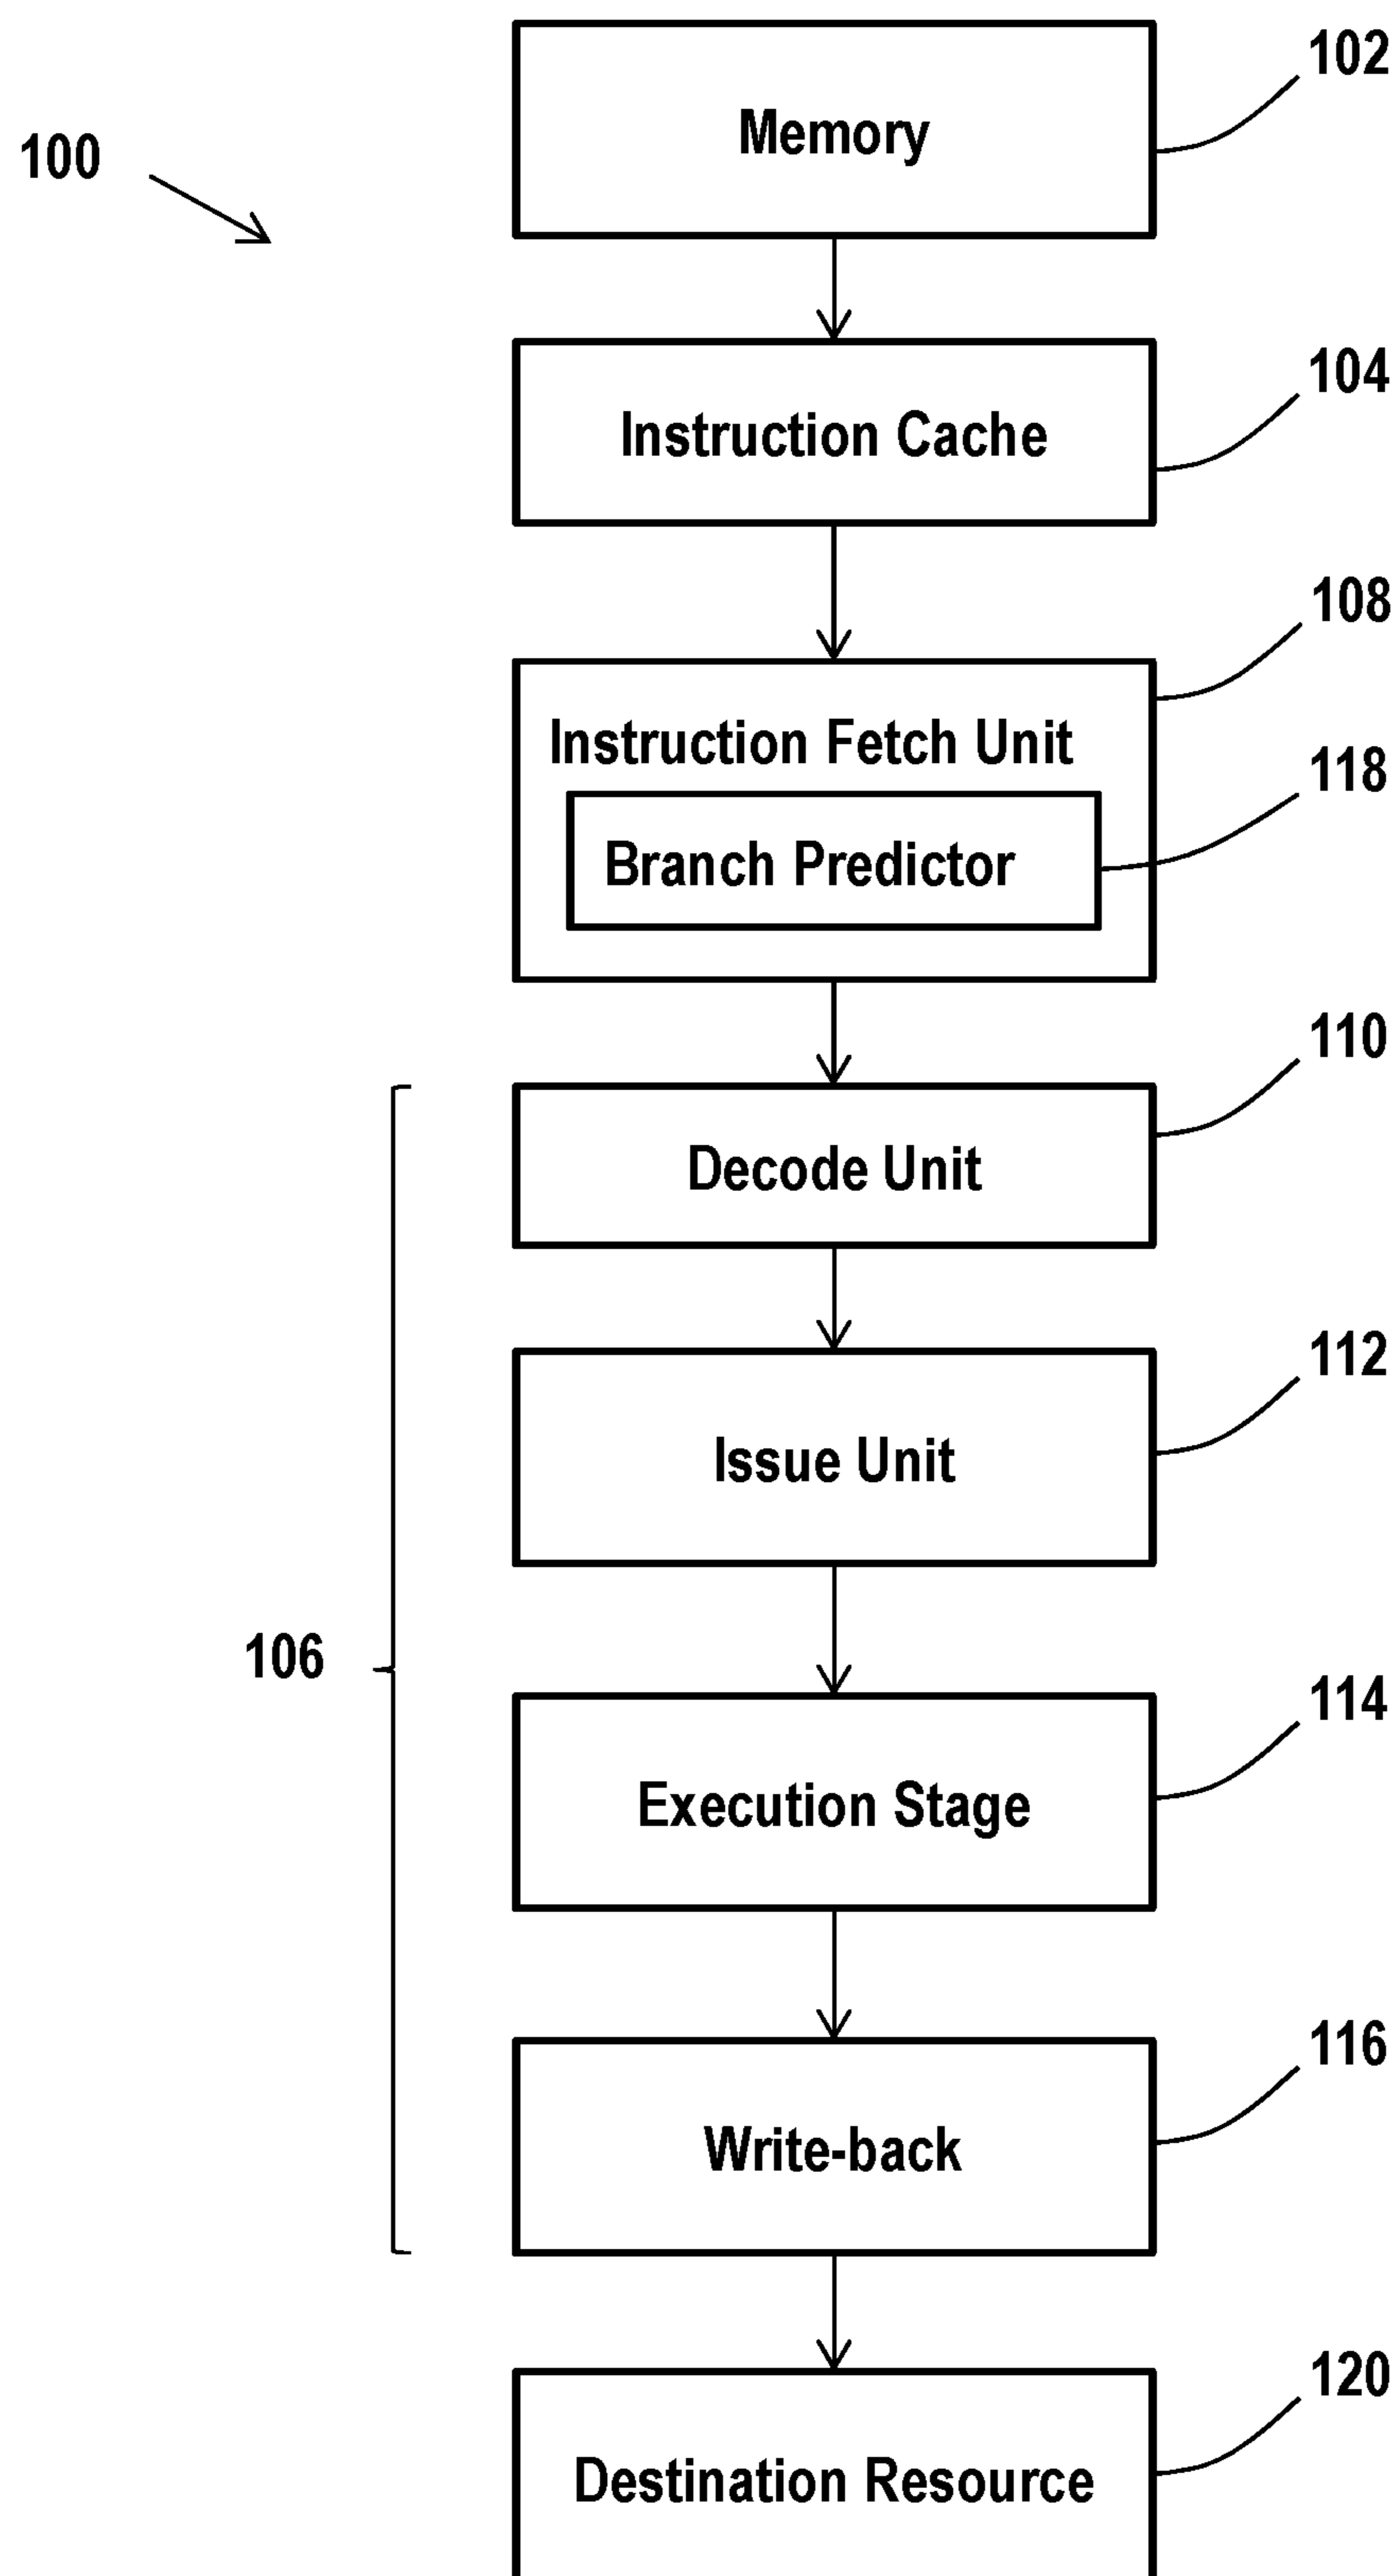 102
Memory
100
104
Instruction Cache
108
Instruction Fetch Unit
118
Branch Predictor
110
Decode Unit
112
Issue Unit
106
114
Execution Stage
116
Write-back
120
Destination Resource